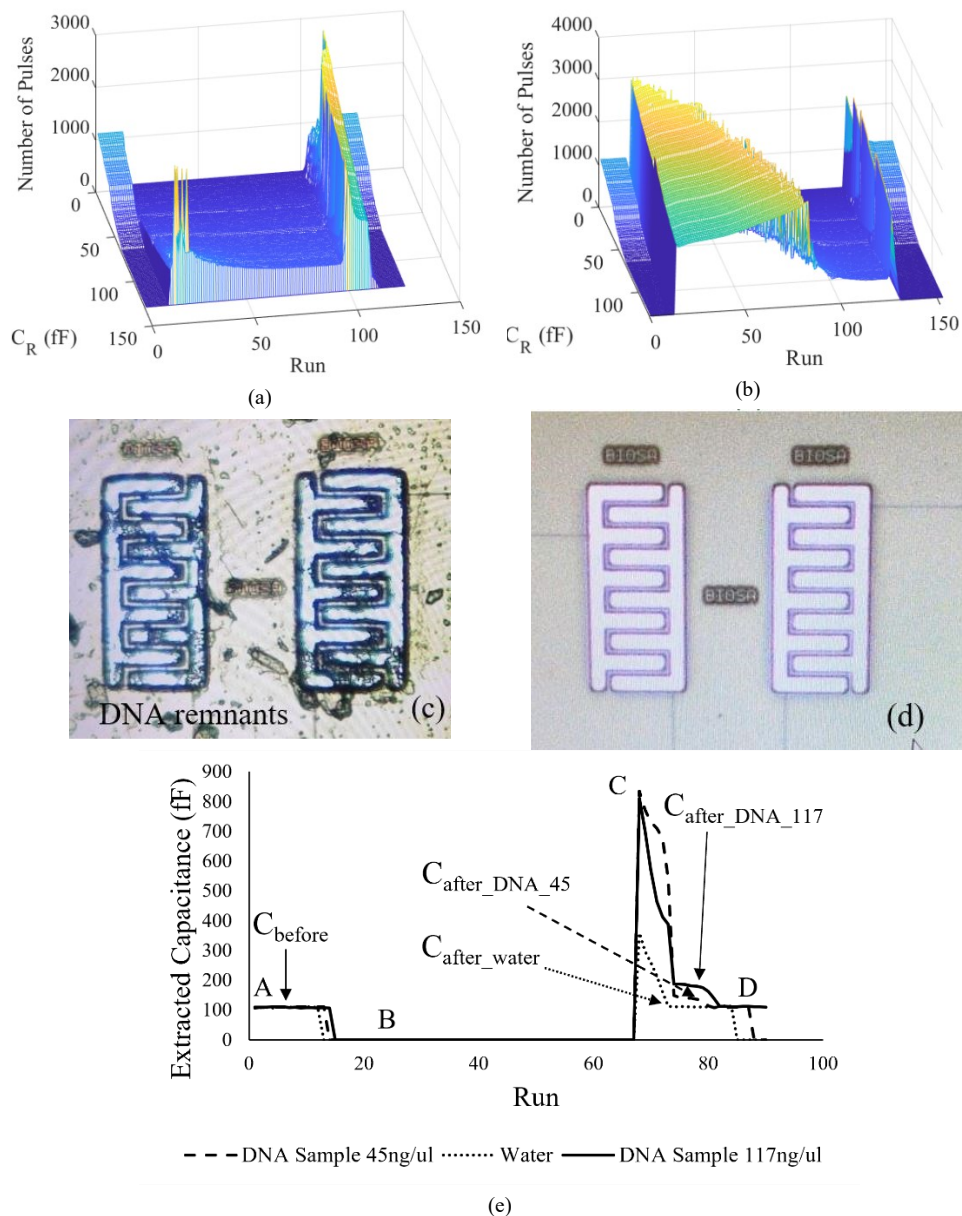 3000
2000
1000
0
Number of Pulses
0
50
100
150
C_R (fF)
0
50
100
150
Run
(a)
4000
3000
2000
1000
0
Number of Pulses
0
50
100
C_R (fF)
0
50
100
150
Run
(b)
BIOSA
DNA remnants
(c)
BIOSA
BIOSA
BIOSA
(d)
900
800
700
600
500
400
300
200
100
0
Extracted Capacitance (fF)
C
C_after_DNA_117
C_after_DNA_45
C_before
C_after_water
A
B
D
0
20
40
60
80
100
Run
DNA Sample 45ng/ul
Water
DNA Sample 117ng/ul
(e)